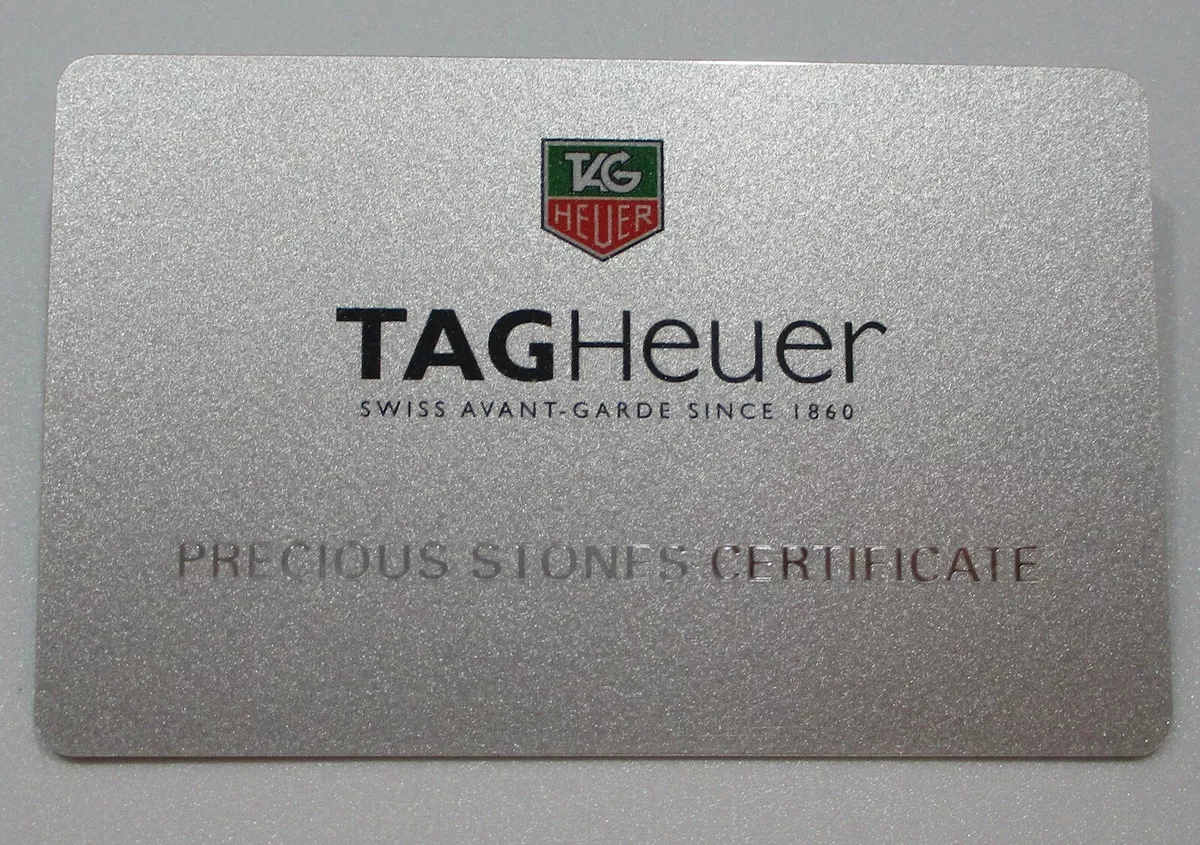 TAG
HEUER
TAGHeuer
SWISS AVANT-GARDE SINCE 1860
PRECIOUS STONES CERTIFICATE